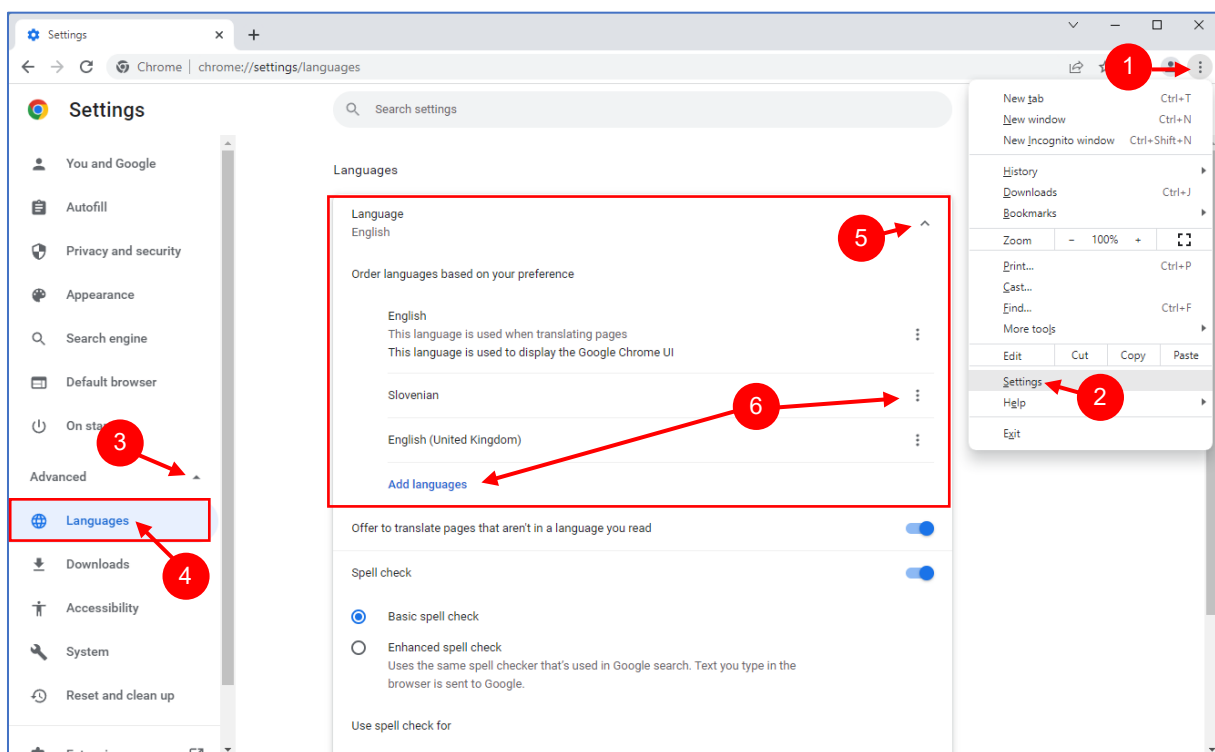 Settings
Chrome | chrome://settings/languages
1
Settings
Search settings
You and Google
Autofill
Privacy and security
Appearance
Search engine
Default browser
On
3
Advanced
Languages
4
Downloads
Accessibility
System
Reset and clean up
Languages
Language
English
5
Order languages based on your preference
English
This language is used when translating pages
This language is used to display the Google Chrome UI
Slovenian
6
English (United Kingdom)
Add languages
Offer to translate pages that aren't in a language you read
Spell check
Basic spell check
Enhanced spell check
Uses the same spell checker that's used in Google search. Text you type in the
browser is sent to Google.
Use spell check for
New tab Ctrl+T
New window Ctrl+N
New Incognito window Ctrl+Shift+N
History
Downloads Ctrl+J
Bookmarks
Zoom - 100% +
Print... Ctrl+P
Cast...
Find... Ctrl+F
More tools
Edit Cut Copy Paste
Settings
2
Help
Exit